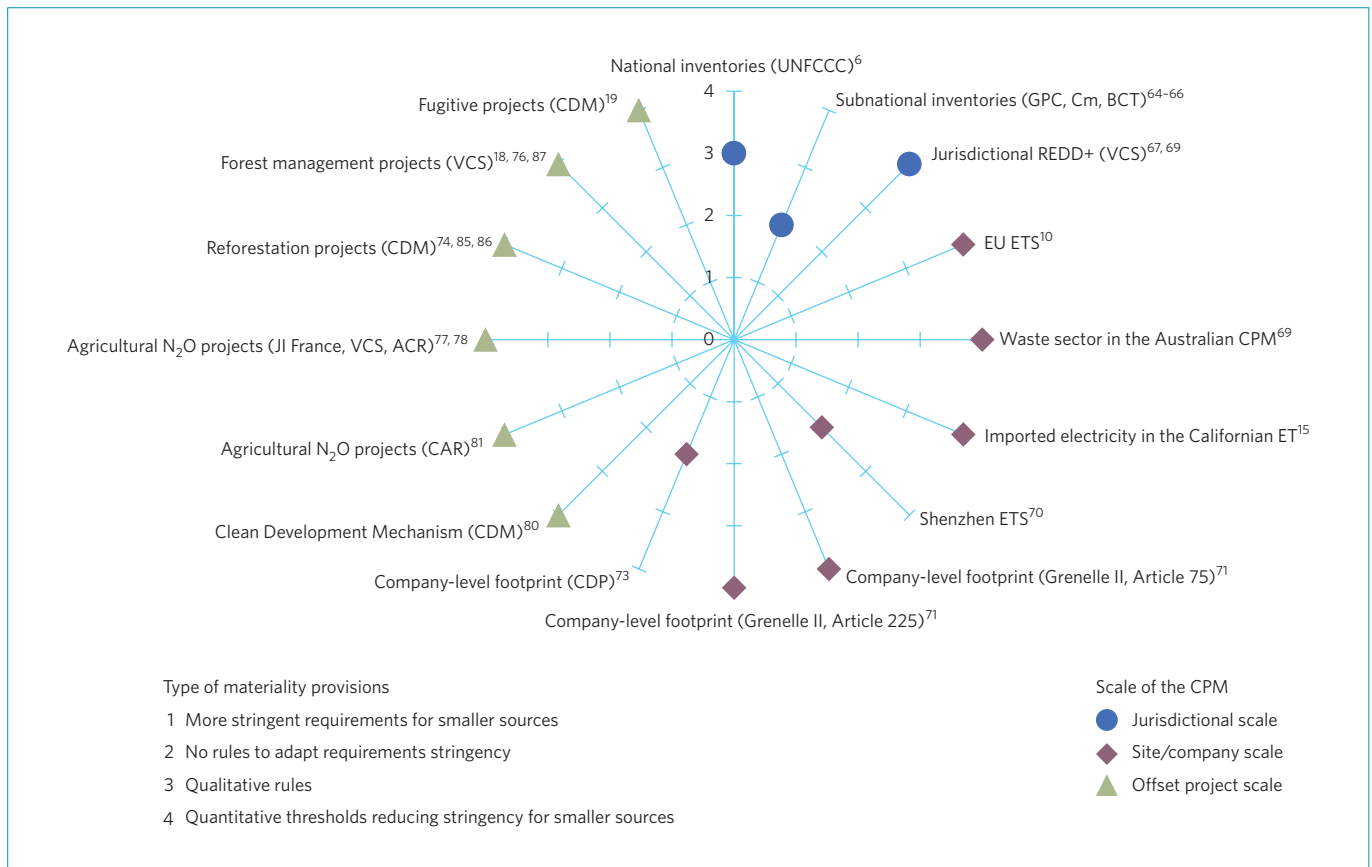 National inventories (UNFCCC)6
4
Fugitive projects (CDM)19
Subnational inventories (GPC, Cm, BCT)64–66
3
Jurisdictional REDD+ (VCS)67, 69
Forest management projects (VCS)18, 76, 87
2
Reforestation projects (CDM)74, 85, 86
EU ETS10
1
Agricultural N2O projects (JI France, VCS, ACR)77, 78
0
Waste sector in the Australian CPM69
Agricultural N2O projects (CAR)81
Imported electricity in the Californian ET15
Clean Development Mechanism (CDM)80
Shenzhen ETS70
Company-level footprint (CDP)73
Company-level footprint (Grenelle II, Article 75)71
Company-level footprint (Grenelle II, Article 225)71
Type of materiality provisions
1 More stringent requirements for smaller sources
2 No rules to adapt requirements stringency
3 Qualitative rules
4 Quantitative thresholds reducing stringency for smaller sources
Scale of the CPM
Jurisdictional scale
Site/company scale
Offset project scale